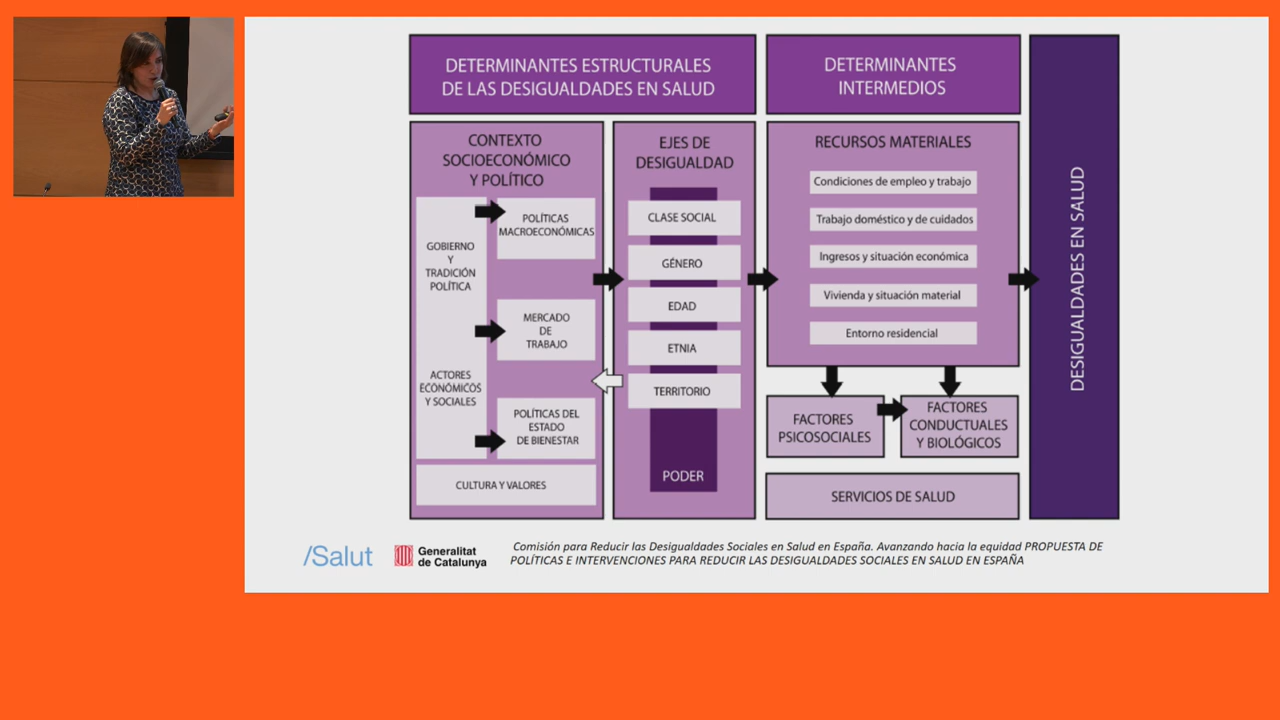 DETERMINANTES ESTRUCTURALES
DE LAS DESIGUALDADES EN SALUD
DETERMINANTES
INTERMEDIOS
CONTEXTO
SOCIOECONÓMICO
Y POLÍTICO
GOBIERNO
Y
TRADICIÓN
POLÍTICA
ACTORES
ECONÓMICOS
Y SOCIALES
POLÍTICAS
MACROECONÓMICAS
MERCADO
DE
TRABAJO
POLÍTICAS DEL
ESTADO
DE BIENESTAR
CULTURA Y VALORES
EJES DE
DESIGUALDAD
CLASE SOCIAL
GÉNERO
EDAD
ETNIA
TERRITORIO
PODER
RECURSOS MATERIALES
Condiciones de empleo y trabajo
Trabajo doméstico y de cuidados
Ingresos y situación económica
Vivienda y situación material
Entorno residencial
FACTORES
PSICOSOCIALES
FACTORES
CONDUCTUALES
Y BIOLÓGICOS
SERVICIOS DE SALUD
DESIGUALDADES EN SALUD
/Salut
Generalitat
de Catalunya
Comisión para Reducir las Desigualdades Sociales en Salud en España. Avanzando hacia la equidad PROPUESTA DE
POLÍTICAS E INTERVENCIONES PARA REDUCIR LAS DESIGUALDADES SOCIALES EN SALUD EN ESPAÑA